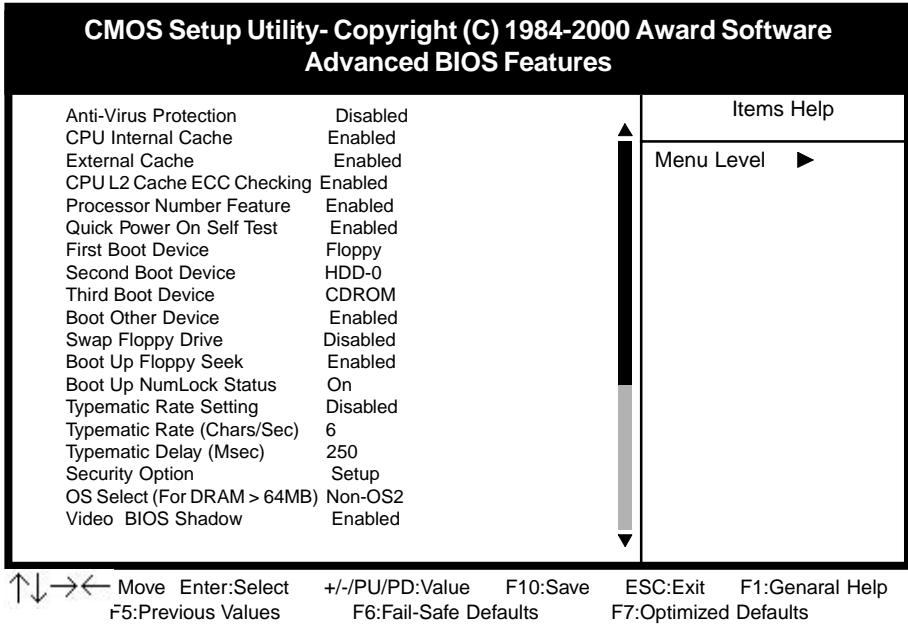 CMOS Setup Utility- Copyright (C) 1984-2000 Award Software
Advanced BIOS Features
Anti-Virus Protection Disabled
CPU Internal Cache Enabled
External Cache Enabled
CPU L2 Cache ECC Checking Enabled
Processor Number Feature Enabled
Quick Power On Self Test Enabled
First Boot Device Floppy
Second Boot Device HDD-0
Third Boot Device CDROM
Boot Other Device Enabled
Swap Floppy Drive Disabled
Boot Up Floppy Seek Enabled
Boot Up NumLock Status On
Typematic Rate Setting Disabled
Typematic Rate (Chars/Sec) 6
Typematic Delay (Msec) 250
Security Option Setup
OS Select (For DRAM > 64MB) Non-OS2
Video BIOS Shadow Enabled
Items Help
Menu Level ▶
↑↓→← Move Enter:Select +/-/PU/PD:Value F10:Save ESC:Exit F1:Genaral Help
F5:Previous Values F6:Fail-Safe Defaults F7:Optimized Defaults